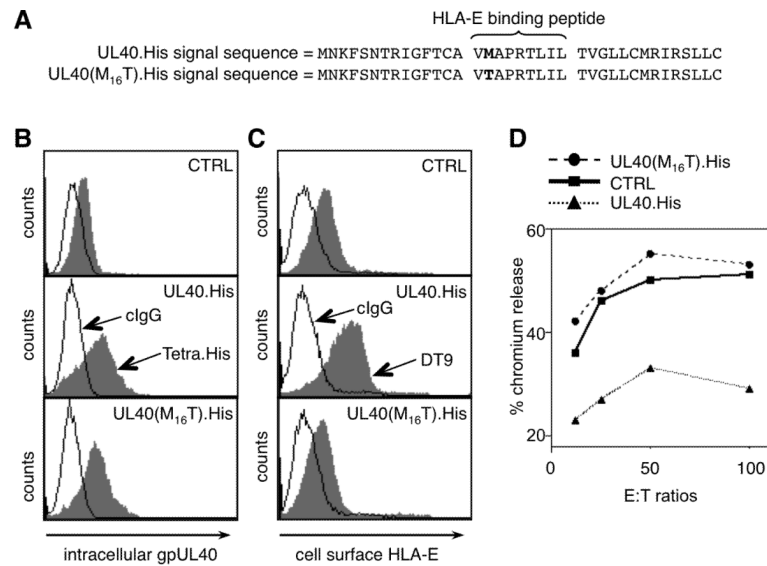 A
HLA-E binding peptide
UL40.His signal sequence = MNKFSNTRIGFTCA VMAPRTLIL TVGLLCMRIRSLLC
UL40(M16T).His signal sequence = MNKFSNTRIGFTCA VTAPRTLIL TVGLLCMRIRSLLC
B
counts
CTRL
counts
UL40.His
cIgG
Tetra.His
counts
UL40(M16T).His
intracellular gpUL40
C
counts
CTRL
counts
UL40.His
cIgG
DT9
counts
UL40(M16T).His
cell surface HLA-E
D
UL40(M16T).His
CTRL
UL40.His
% chromium release
60
40
20
0 50 100
E:T ratios